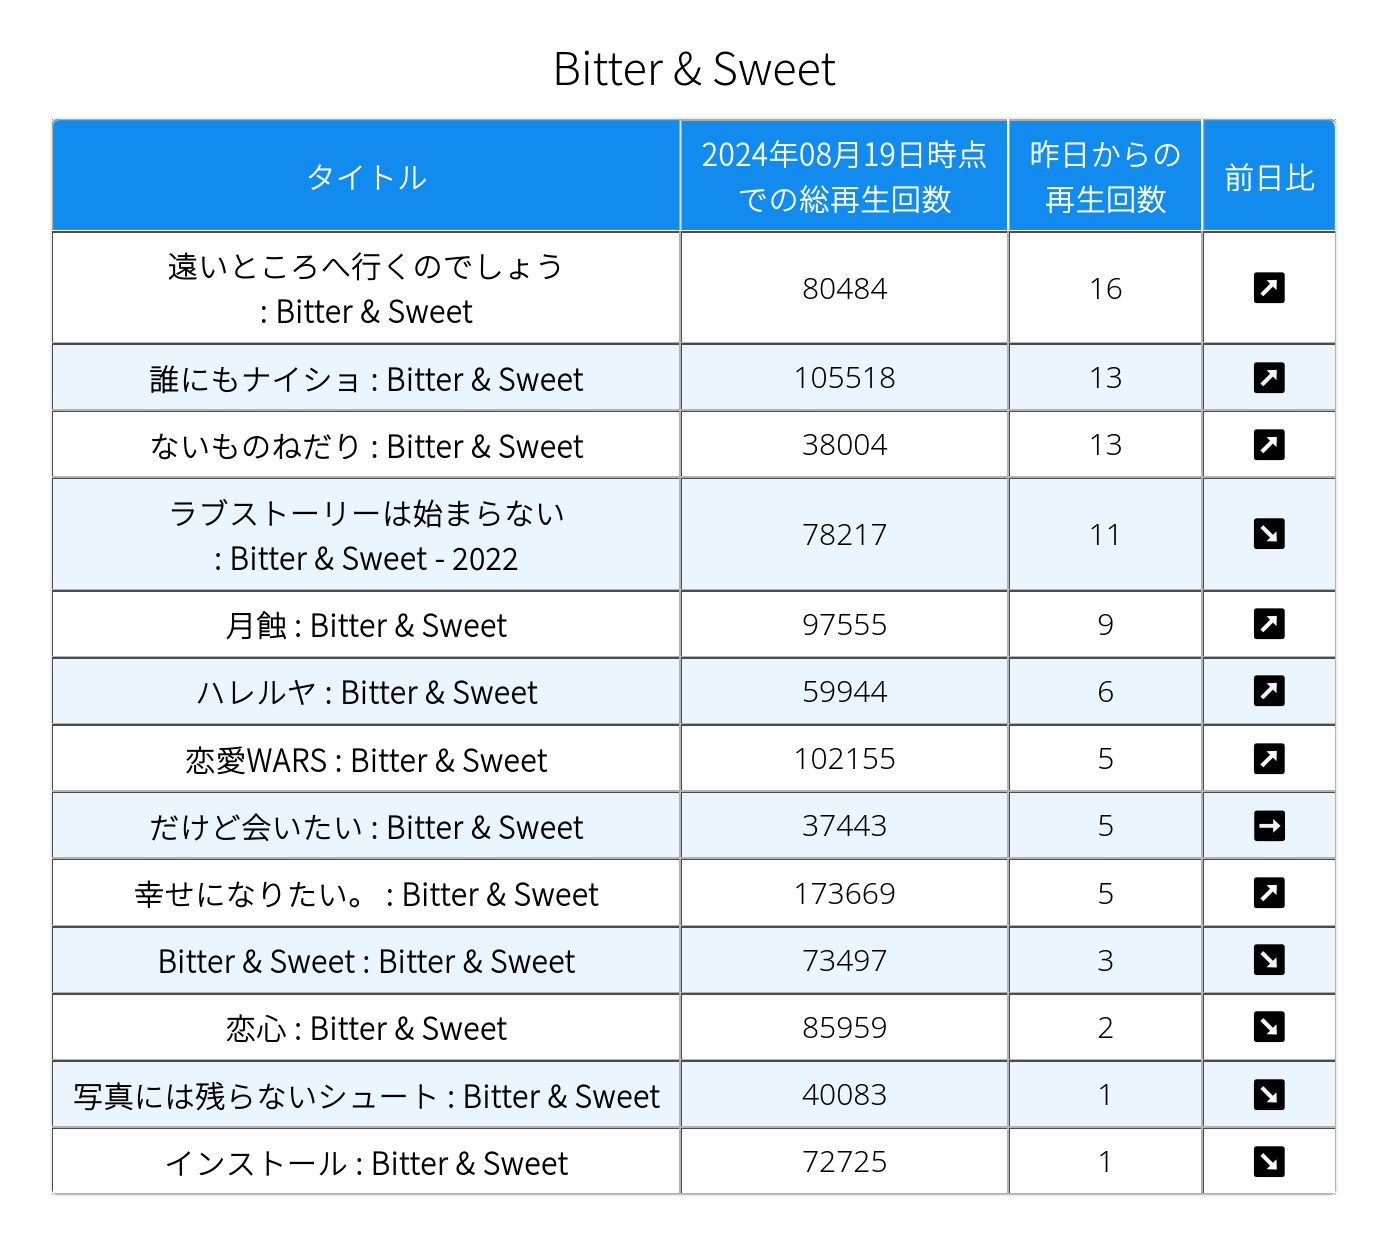 Bitter & Sweet
タイトル
2024年08月19日時点
での総再生回数
昨日からの
再生回数
前日比
遠いところへ行くのでしょう
: Bitter & Sweet
80484
16
↗
誰にもナイショ : Bitter & Sweet
105518
13
↗
ないものねだり : Bitter & Sweet
38004
13
↗
ラブストーリーは始まらない
: Bitter & Sweet - 2022
78217
11
↘
月蝕 : Bitter & Sweet
97555
9
↗
ハレルヤ : Bitter & Sweet
59944
6
↗
恋愛WARS : Bitter & Sweet
102155
5
↗
だけど会いたい : Bitter & Sweet
37443
5
→
幸せになりたい。 : Bitter & Sweet
173669
5
↗
Bitter & Sweet : Bitter & Sweet
73497
3
↘
恋心 : Bitter & Sweet
85959
2
↘
写真には残らないシュート : Bitter & Sweet
40083
1
↘
インストール : Bitter & Sweet
72725
1
↘